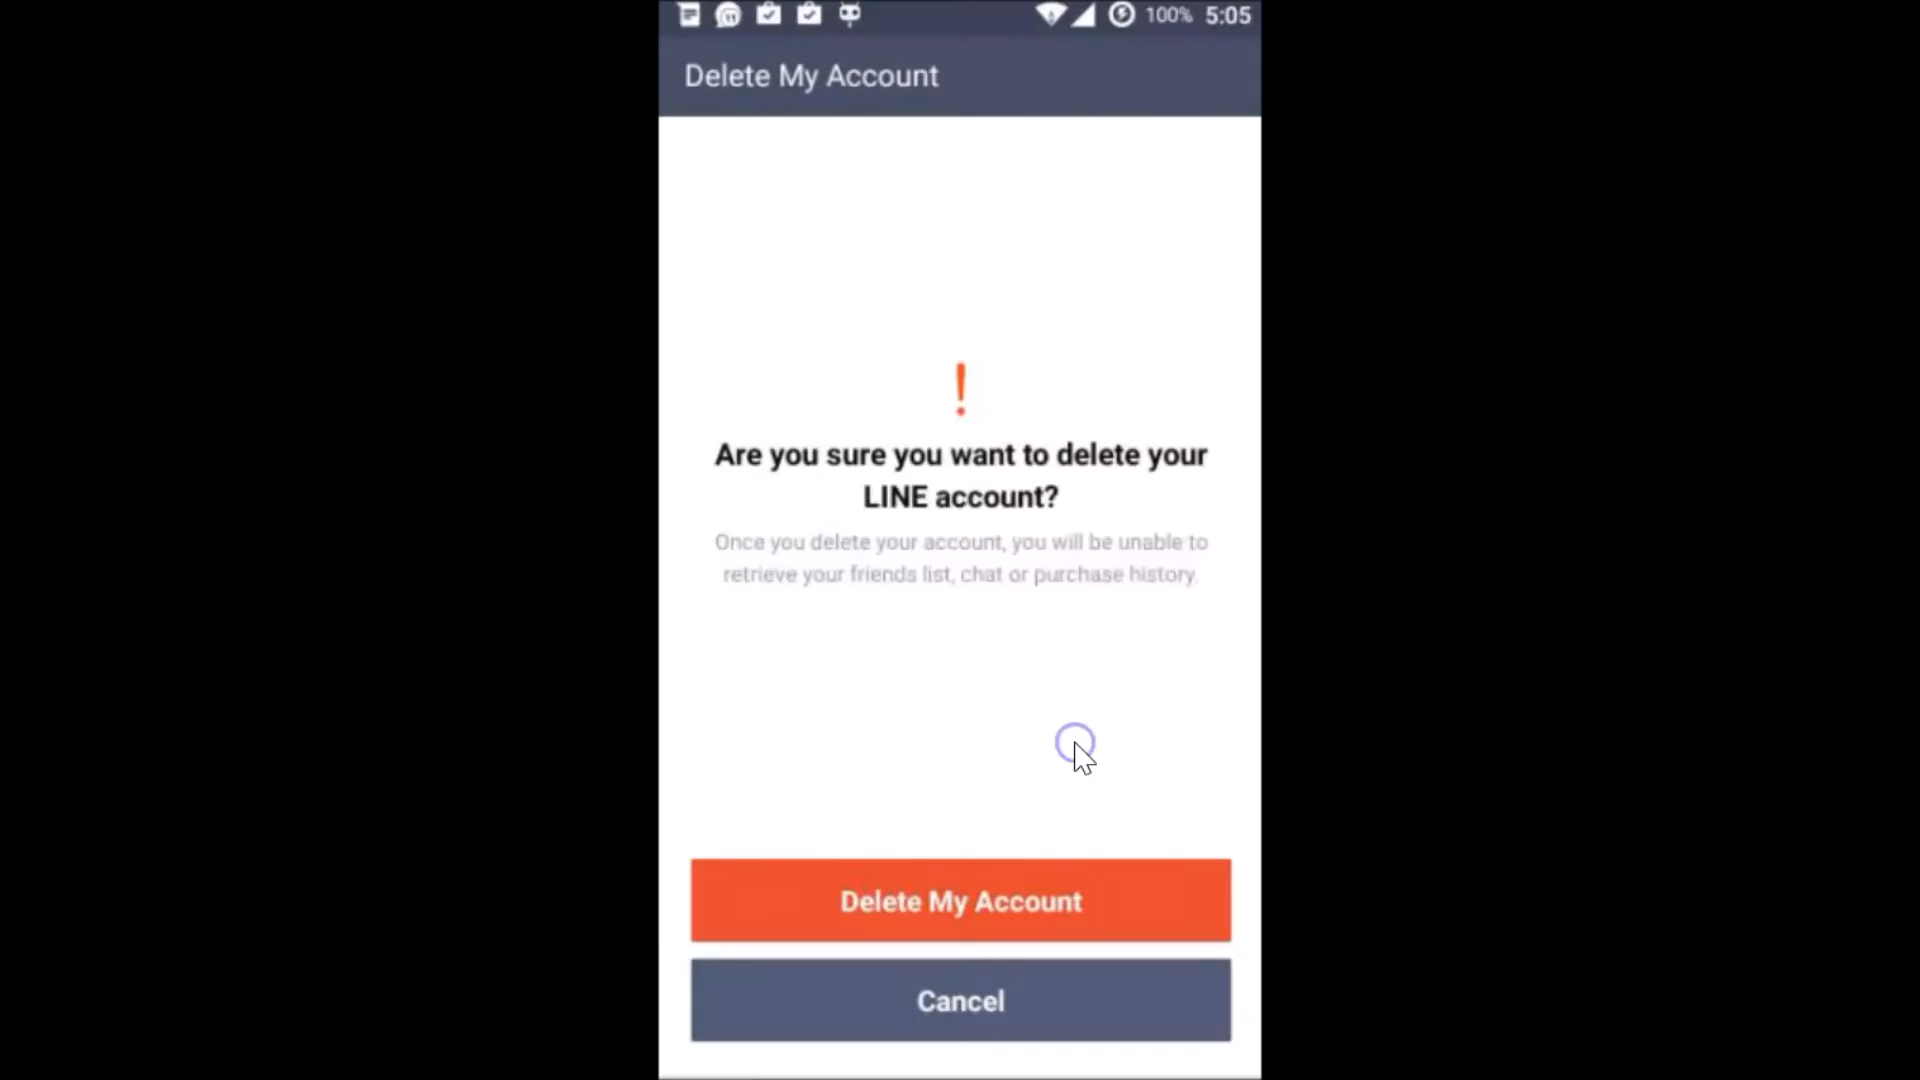 100% 5:05
Delete My Account
Are you sure you want to delete your
LINE account?
Once you delete your account, you will be unable to
retrieve your friends list, chat or purchase history.
Delete My Account
Cancel